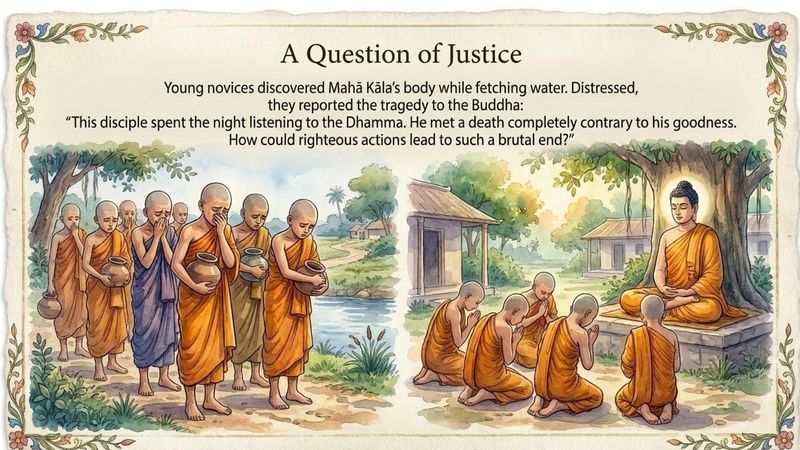 A Question of Justice
Young novices discovered Mahā Kāla’s body while fetching water. Distressed,
they reported the tragedy to the Buddha:
“This disciple spent the night listening to the Dhamma. He met a death completely contrary to his goodness.
How could righteous actions lead to such a brutal end?”